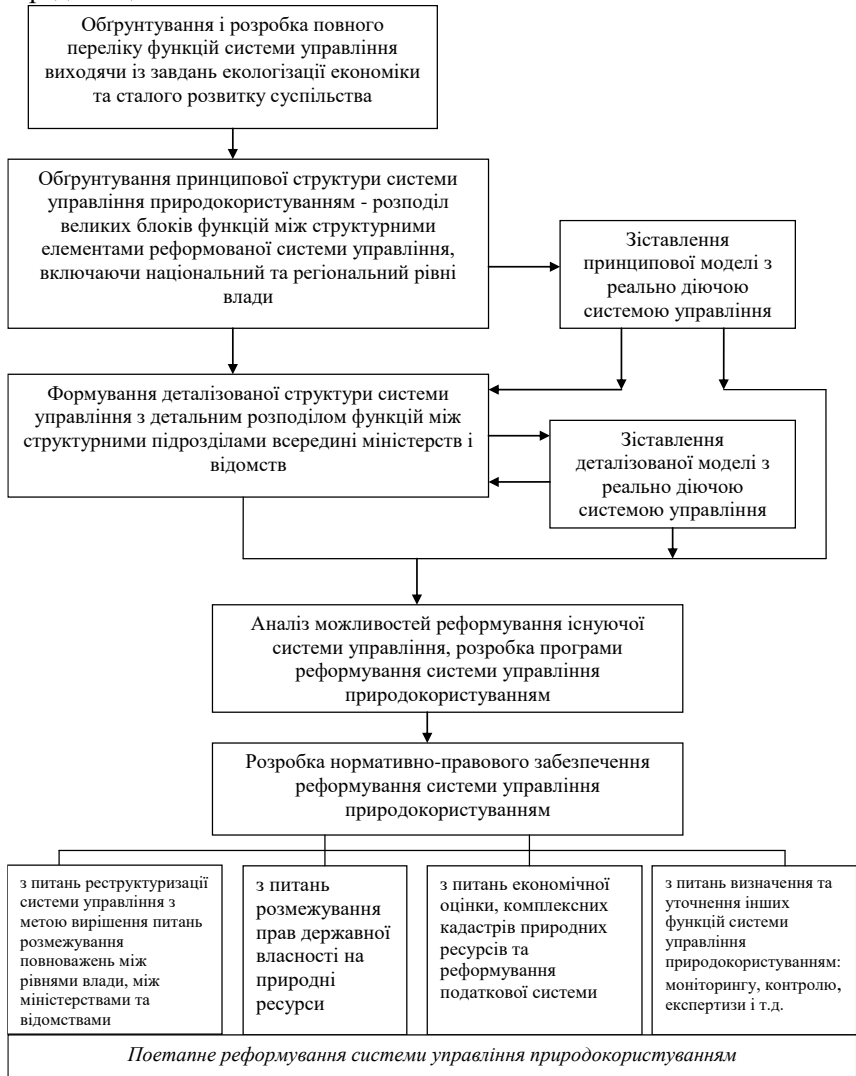 Обґрунтування і розробка повного
переліку функцій системи управління
виходячи із завдань екологізації економіки
та сталого розвитку суспільства
Обґрунтування принципової структури системи
управління природокористуванням - розподіл
великих блоків функцій між структурними
елементами реформованої системи управління,
включаючи національний та регіональний рівні
влади
Зіставлення
принципової моделі з
реально діючою
системою управління
Формування деталізованої структури системи
управління з детальним розподілом функцій між
структурними підрозділами всередині міністерств і
відомств
Зіставлення
деталізованої моделі з
реально діючою
системою управління
Аналіз можливостей реформування існуючої
системи управління, розробка програми
реформування системи управління
природокористуванням
Розробка нормативно-правового забезпечення
реформування системи управління
природокористуванням
з питань реструктуризації
системи управління з
метою вирішення питань
розмежування
повноважень між
рівнями влади, між
міністерствами та
відомствами
з питань
розмежування
прав державної
власності на
природні
ресурси
з питань економічної
оцінки, комплексних
кадастрів природних
ресурсів та
реформування
податкової системи
з питань визначення та
уточнення інших
функцій системи
управління
природокористуванням:
моніторингу, контролю,
експертизи і т.д.
Поетапне реформування системи управління природокористуванням